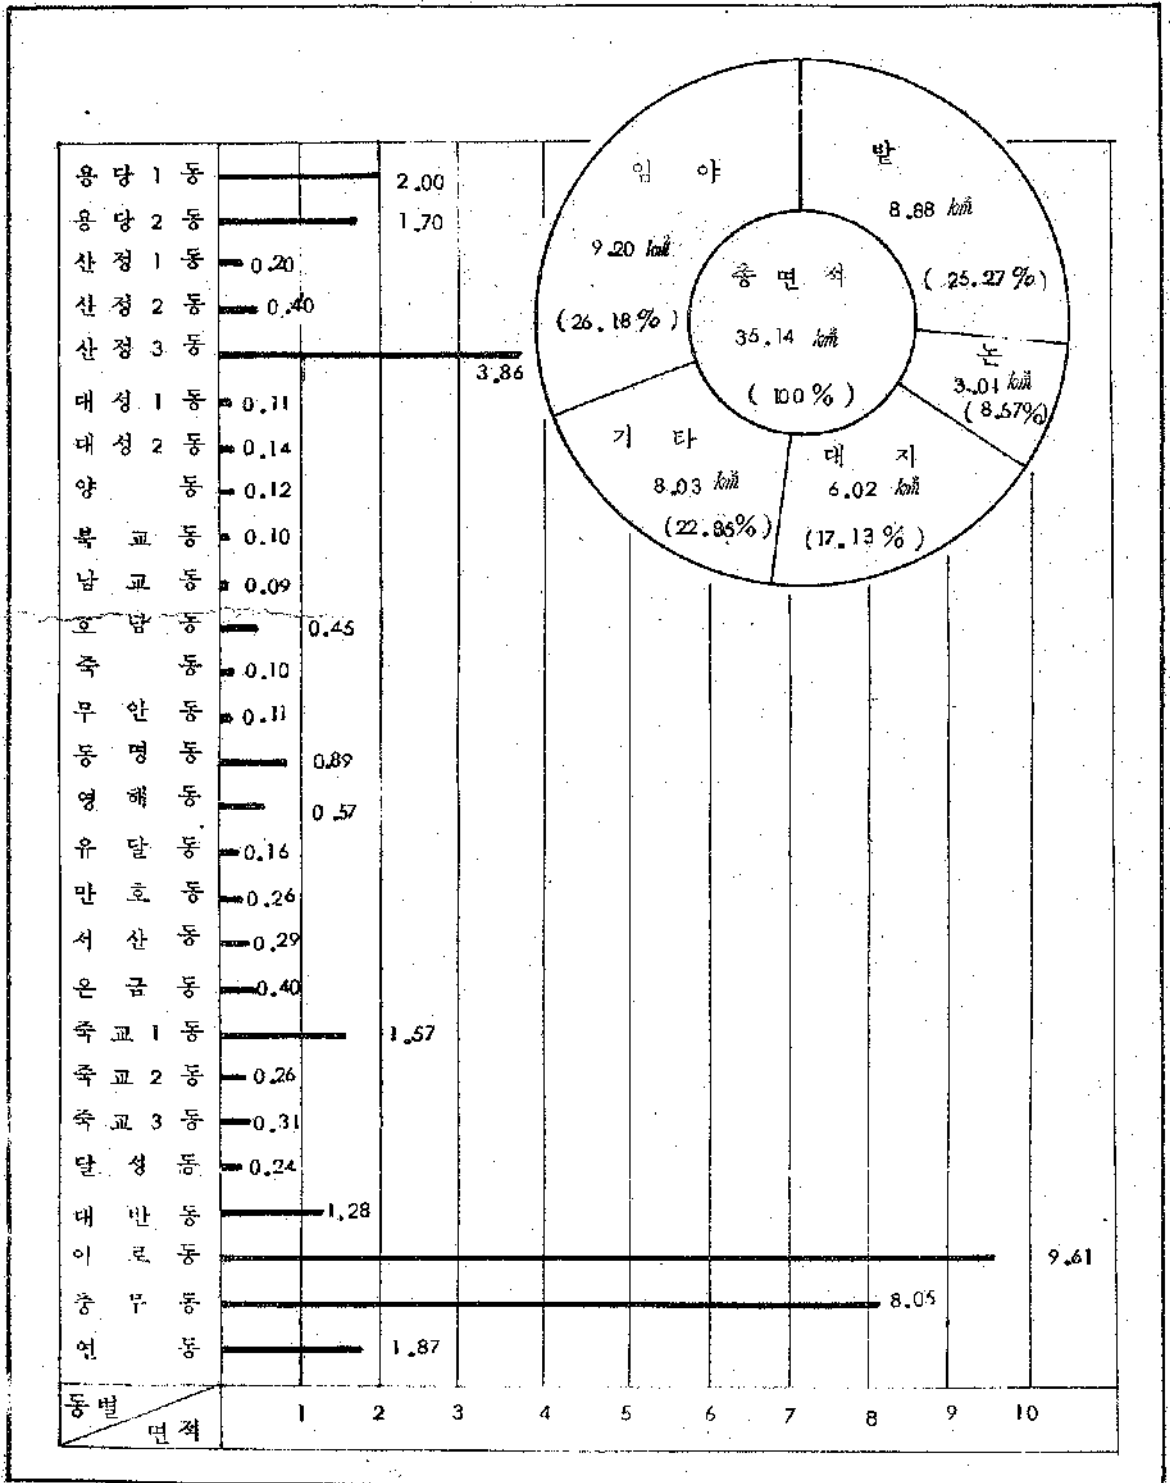 용당1동 2.00
용당2동 1.70
산정1동 0.20
산정2동 0.40
산정3동 3.86
대성1동 0.11
대성2동 0.14
양동 0.12
북교동 0.10
남교동 0.09
호남동 0.45
죽동 0.10
무안동 0.11
동명동 0.89
영해동 0.57
유달동 0.16
만호동 0.26
서산동 0.29
온금동 0.40
죽교1동 1.57
죽교2동 0.26
죽교3동 0.31
달성동 0.24
대반동 1.28
이로동 9.61
충무동 8.05
연동 1.87
동별
면적
1 2 3 4 5 6 7 8 9 10
임야
9.20 ㎢
(26.18%)
밭
8.88 ㎢
(25.27%)
총면적
35.14 ㎢
(100%)
논
3.01 ㎢
(8.57%)
기타
8.03 ㎢
(22.85%)
대지
6.02 ㎢
(17.13%)